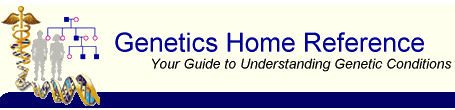 Genetics Home Reference
Your Guide to Understanding Genetic Conditions